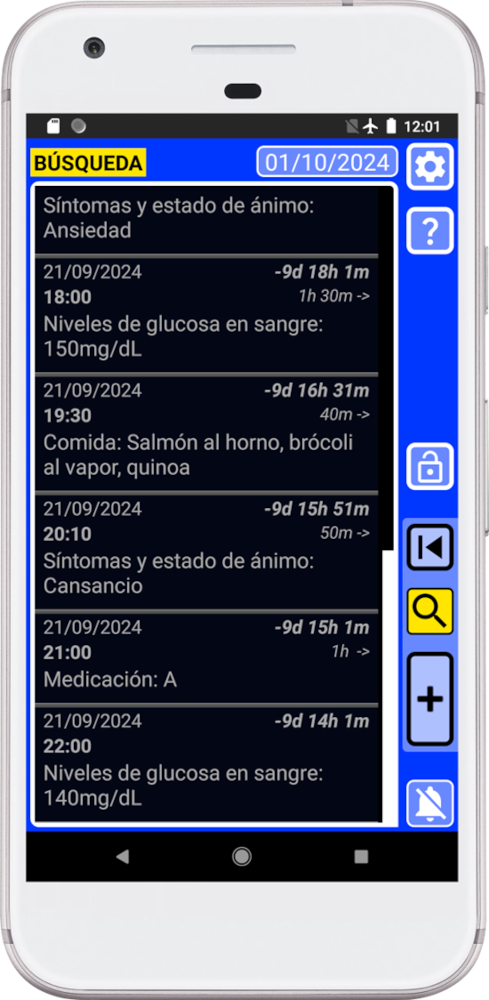 12:01
BÚSQUEDA 01/10/2024
?
Síntomas y estado de ánimo:
Ansiedad
21/09/2024 -9d 18h 1m
18:00 1h 30m ->
Niveles de glucosa en sangre:
150mg/dL
21/09/2024 -9d 16h 31m
19:30 40m ->
Comida: Salmón al horno, brócoli
al vapor, quinoa
21/09/2024 -9d 15h 51m
20:10 50m ->
Síntomas y estado de ánimo:
Cansancio
21/09/2024 -9d 15h 1m
21:00 1h ->
Medicación: A
+
21/09/2024 -9d 14h 1m
22:00
Niveles de glucosa en sangre:
140mg/dL